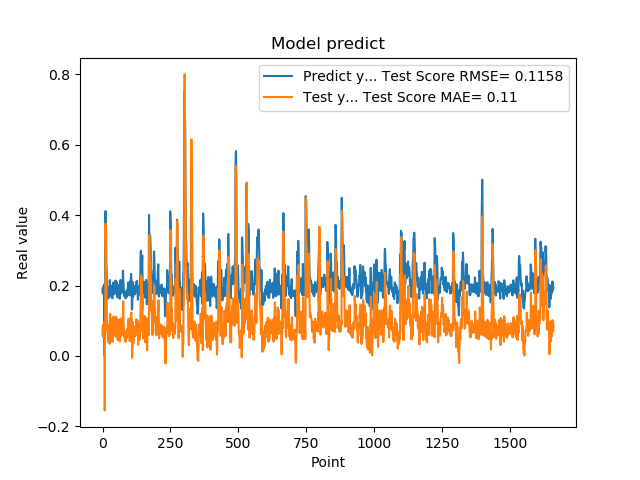 Model predict
Predict y... Test Score RMSE= 0.1158
Test y... Test Score MAE= 0.11
Real value
0.8
0.6
0.4
0.2
0.0
−0.2
0 250 500 750 1000 1250 1500
Point